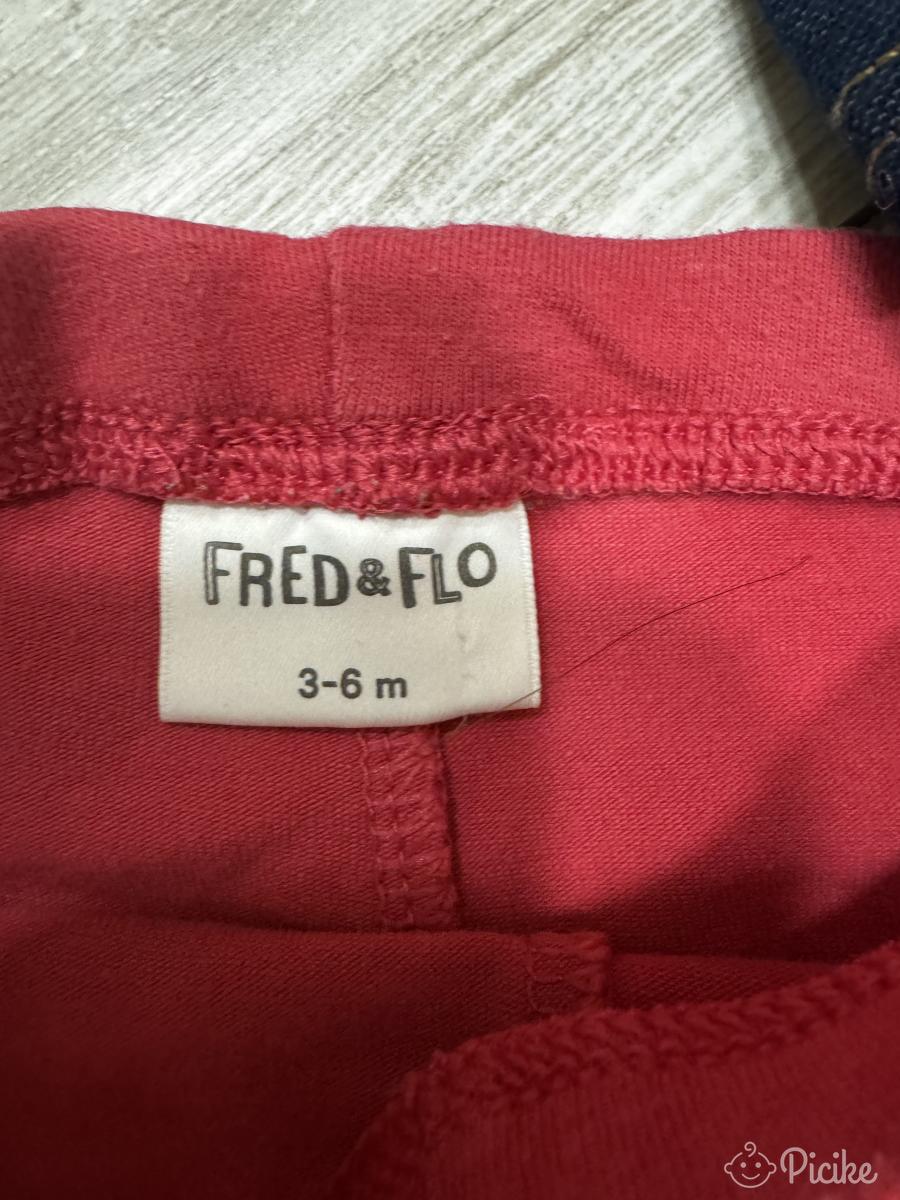 FRED & FLO
3-6 m
Picike